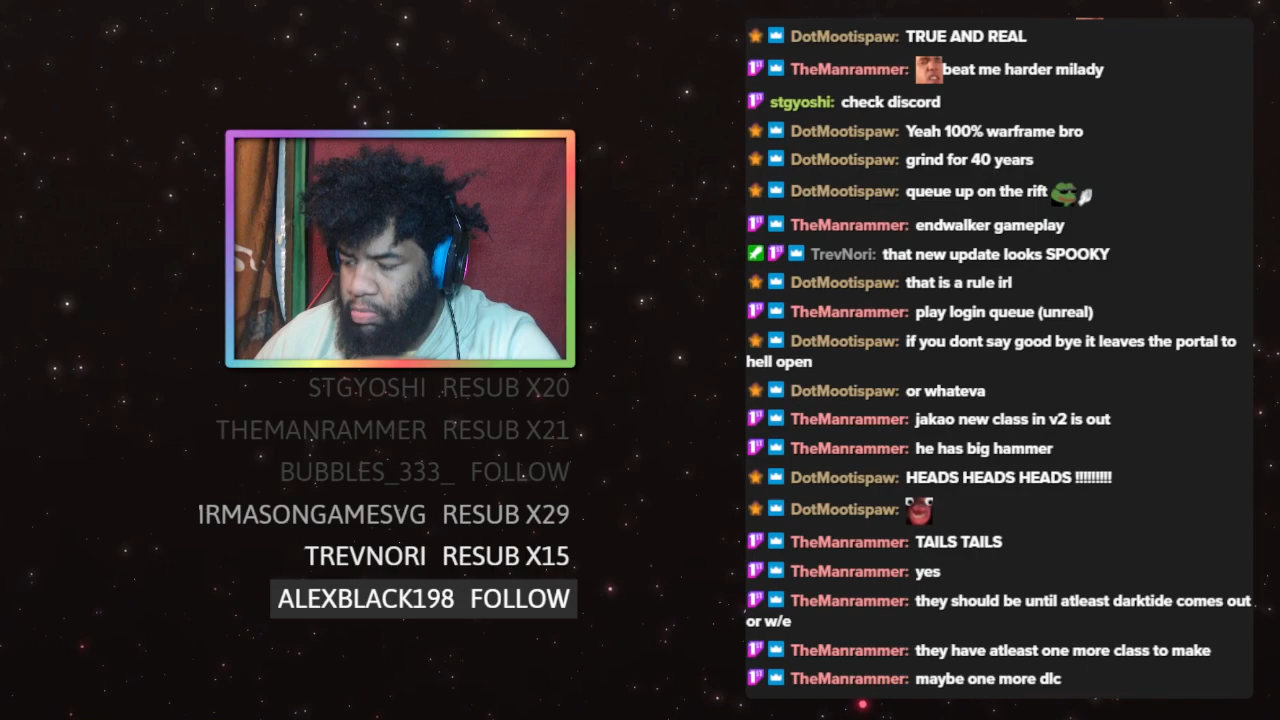 STGYOSHI RESUB X20
THEMANRAMMER RESUB X21
BUBBLES_333_ FOLLOW
IRMASONGAMESVG RESUB X29
TREVNORI RESUB X15
ALEXBLACK198 FOLLOW
DotMootispaw: TRUE AND REAL
TheManrammer: beat me harder milady
stgyoshi: check discord
DotMootispaw: Yeah 100% warframe bro
DotMootispaw: grind for 40 years
DotMootispaw: queue up on the rift
TheManrammer: endwalker gameplay
TrevNori: that new update looks SPOOKY
DotMootispaw: that is a rule irl
TheManrammer: play login queue (unreal)
DotMootispaw: if you dont say good bye it leaves the portal to
hell open
DotMootispaw: or whateva
TheManrammer: jakao new class in v2 is out
TheManrammer: he has big hammer
DotMootispaw: HEADS HEADS HEADS !!!!!!!!!
DotMootispaw:
TheManrammer: TAILS TAILS
TheManrammer: yes
TheManrammer: they should be until atleast darktide comes out
or w/e
TheManrammer: they have atleast one more class to make
TheManrammer: maybe one more dlc